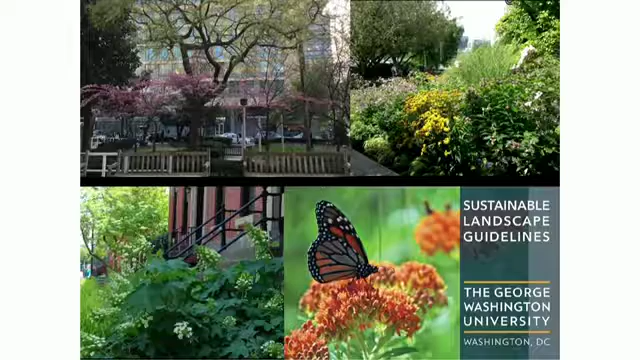 SUSTAINABLE
LANDSCAPE
GUIDELINES
THE GEORGE
WASHINGTON
UNIVERSITY
WASHINGTON, DC